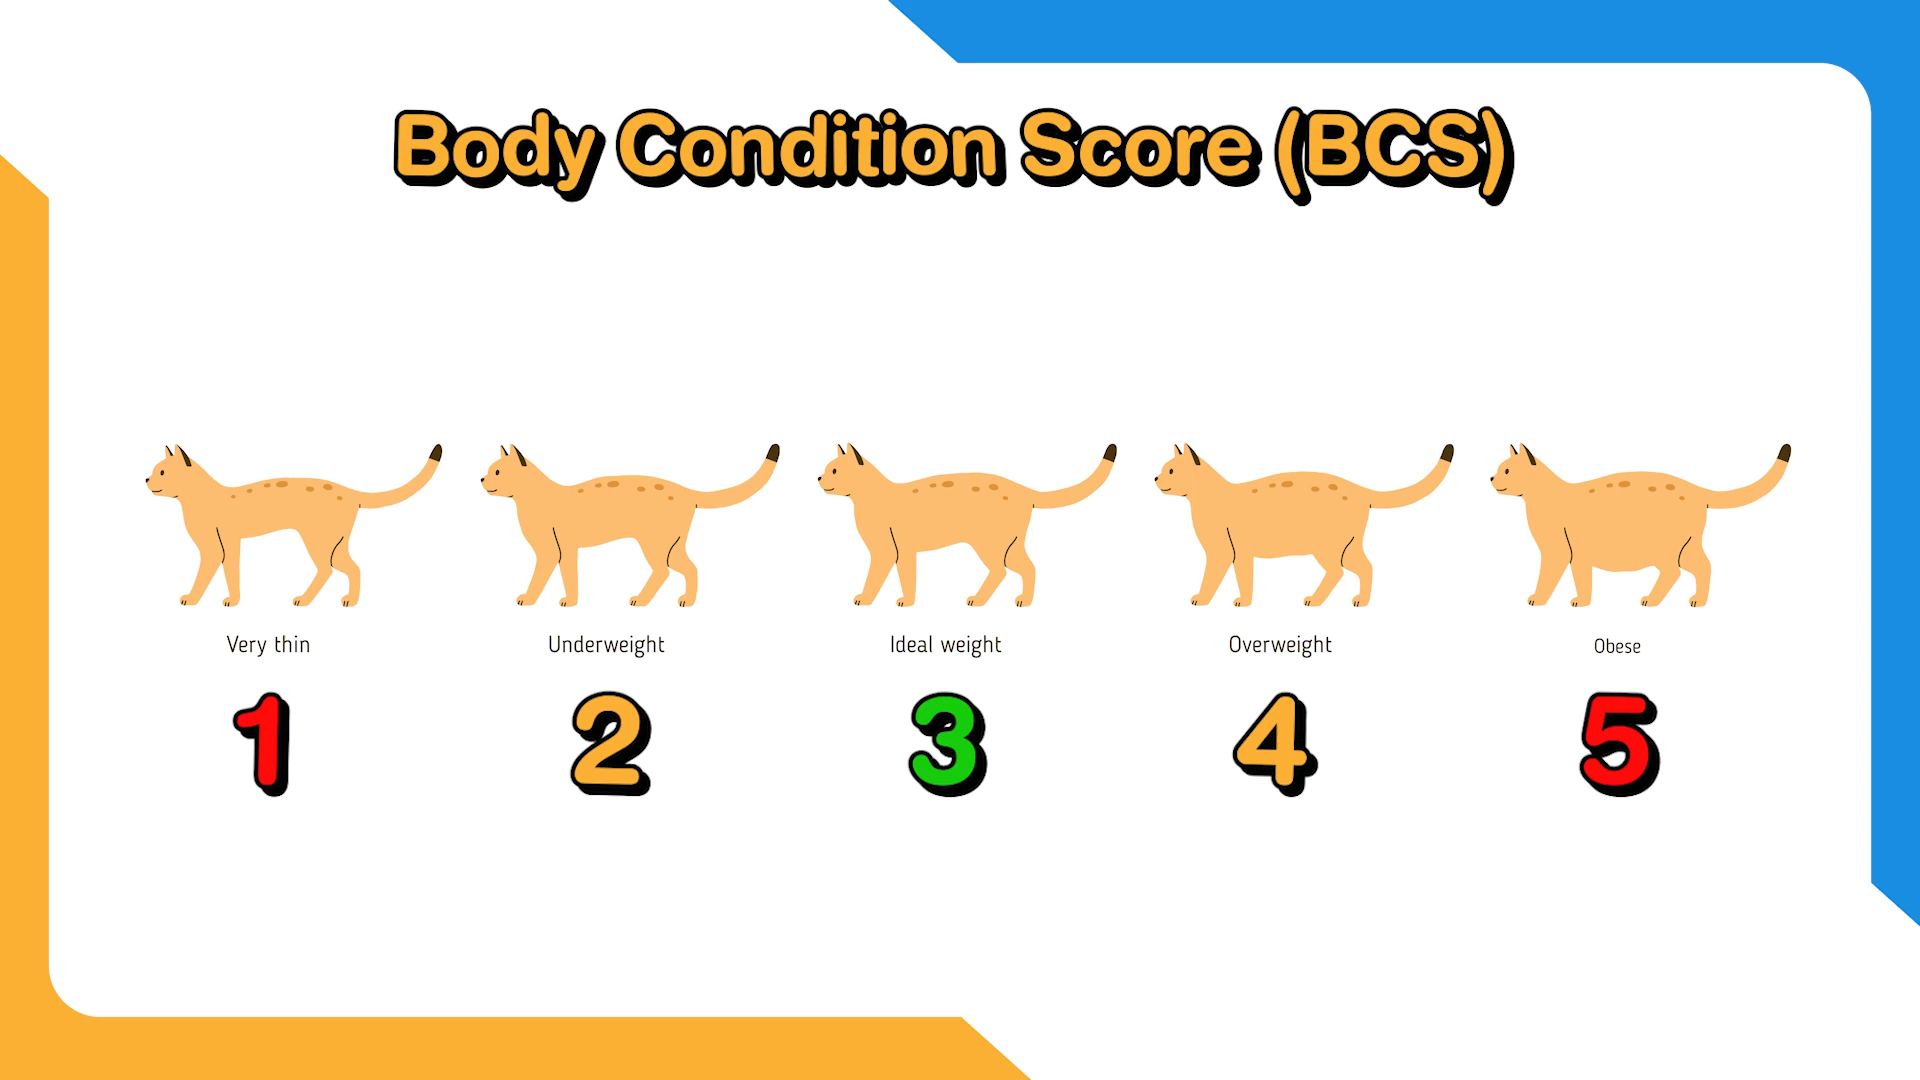 Body Condition Score (BCS)
Very thin
Underweight
Ideal weight
Overweight
Obese
1
2
3
4
5